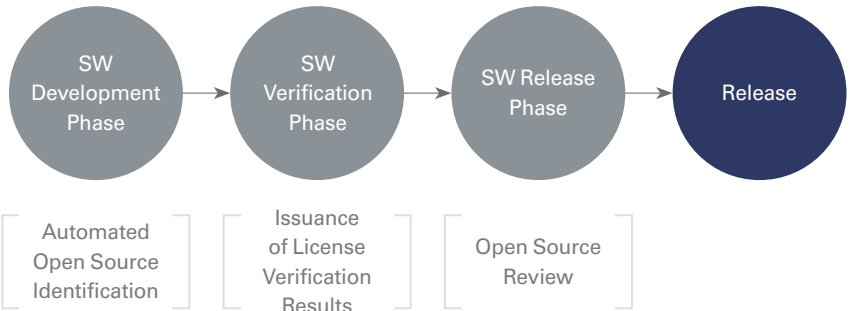 SW
Development
Phase
SW
Verification
Phase
SW Release
Phase
Release
Automated
Open Source
Identification
Issuance
of License
Verification
Results
Open Source
Review